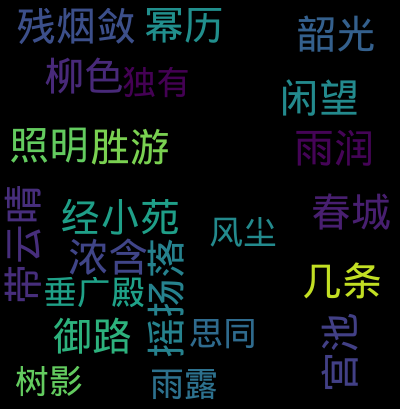 残烟敛
幂历
韶光
柳色
独有
闲望
照明
胜游
雨润
带云晴
经小苑
春城
风尘
浓含
摇扬落
垂广殿
几条
御路
思同
宫池
树影
雨露